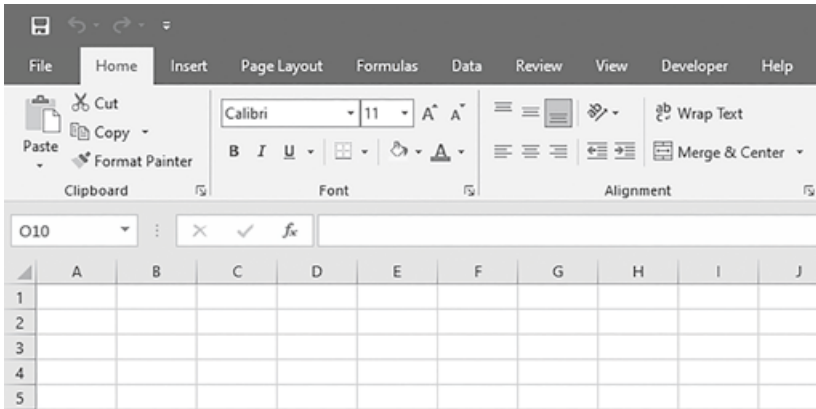 File Home Insert Page Layout Formulas Data Review View Developer Help
Cut
Calibri 11 A A Wrap Text
Copy
Paste
B I U A Merge & Center
Format Painter
Clipboard Font Alignment
O10 fx
A B C D E F G H I J
1
2
3
4
5